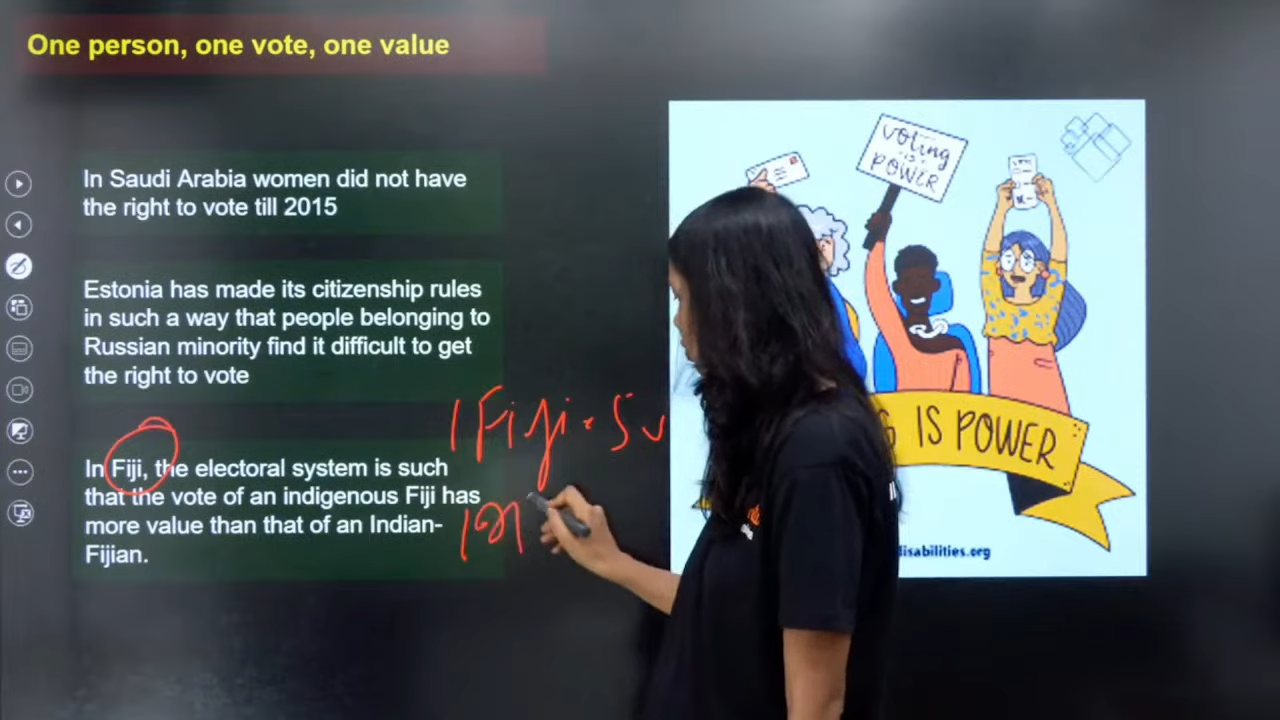 One person, one vote, one value
In Saudi Arabia women did not have
the right to vote till 2015
Estonia has made its citizenship rules
in such a way that people belonging to
Russian minority find it difficult to get
the right to vote
In Fiji, the electoral system is such
that the vote of an indigenous Fiji has
more value than that of an Indian-
Fijian.
1 Fiji = 5 v
voting
is
POWER
IS POWER
disabilities.org